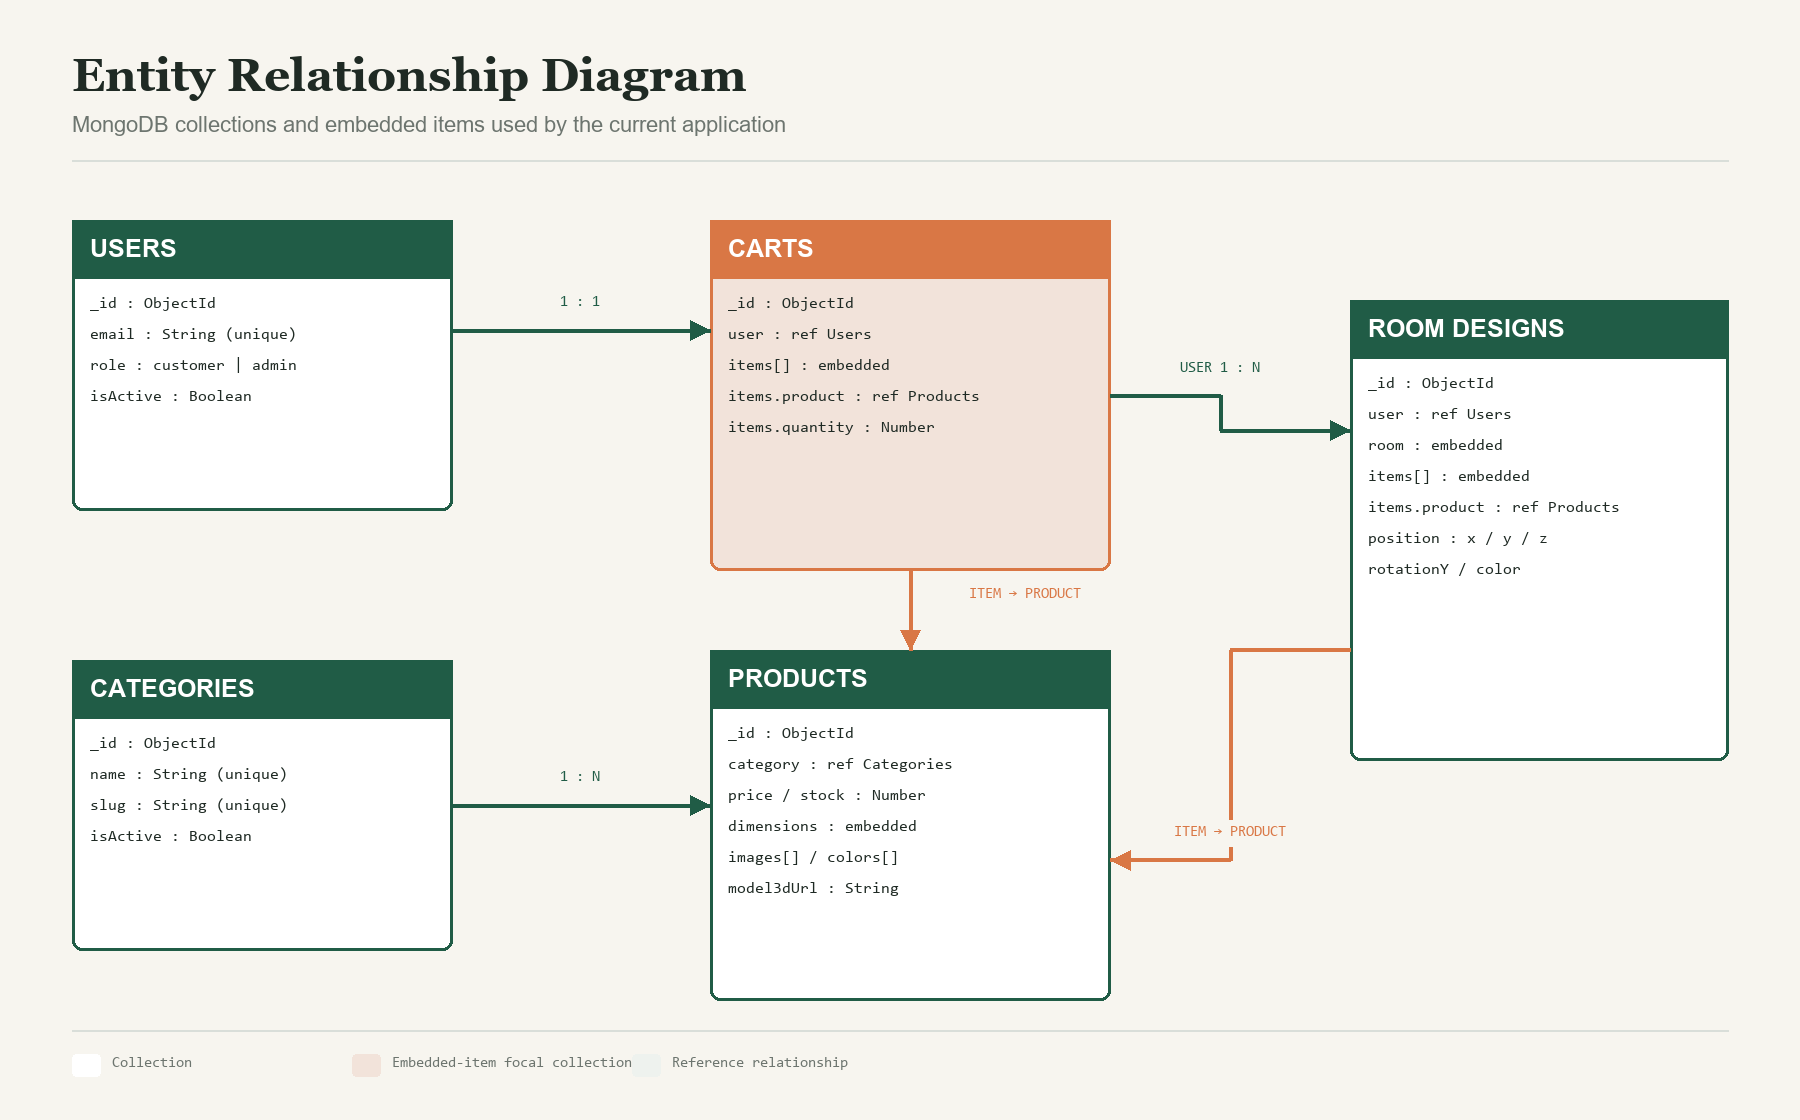 Entity Relationship Diagram
MongoDB collections and embedded items used by the current application
USERS
_id : ObjectId
email : String (unique)
role : customer | admin
isActive : Boolean
1 : 1
CARTS
_id : ObjectId
user : ref Users
items[] : embedded
items.product : ref Products
items.quantity : Number
USER 1 : N
ROOM DESIGNS
_id : ObjectId
user : ref Users
room : embedded
items[] : embedded
items.product : ref Products
position : x / y / z
rotationY / color
ITEM → PRODUCT
CATEGORIES
_id : ObjectId
name : String (unique)
slug : String (unique)
isActive : Boolean
1 : N
PRODUCTS
_id : ObjectId
category : ref Categories
price / stock : Number
dimensions : embedded
images[] / colors[]
model3dUrl : String
ITEM → PRODUCT
Collection
Embedded-item focal collection
Reference relationship